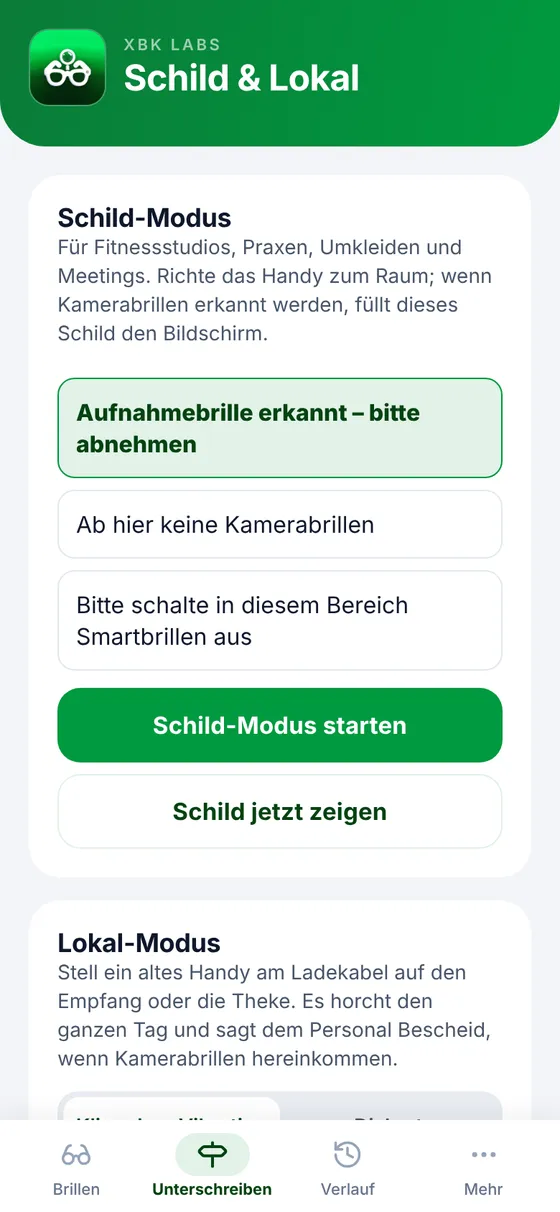 XBK LABS
Schild & Lokal
Schild-Modus
Für Fitnessstudios, Praxen, Umkleiden und
Meetings. Richte das Handy zum Raum; wenn
Kamerabrillen erkannt werden, füllt dieses
Schild den Bildschirm.
Aufnahmebrille erkannt – bitte
abnehmen
Ab hier keine Kamerabrillen
Bitte schalte in diesem Bereich
Smartbrillen aus
Schild-Modus starten
Schild jetzt zeigen
Lokal-Modus
Stell ein altes Handy am Ladekabel auf den
Empfang oder die Theke. Es horcht den
ganzen Tag und sagt dem Personal Bescheid,
wenn Kamerabrillen hereinkommen.
Brillen
Unterschreiben
Verlauf
Mehr